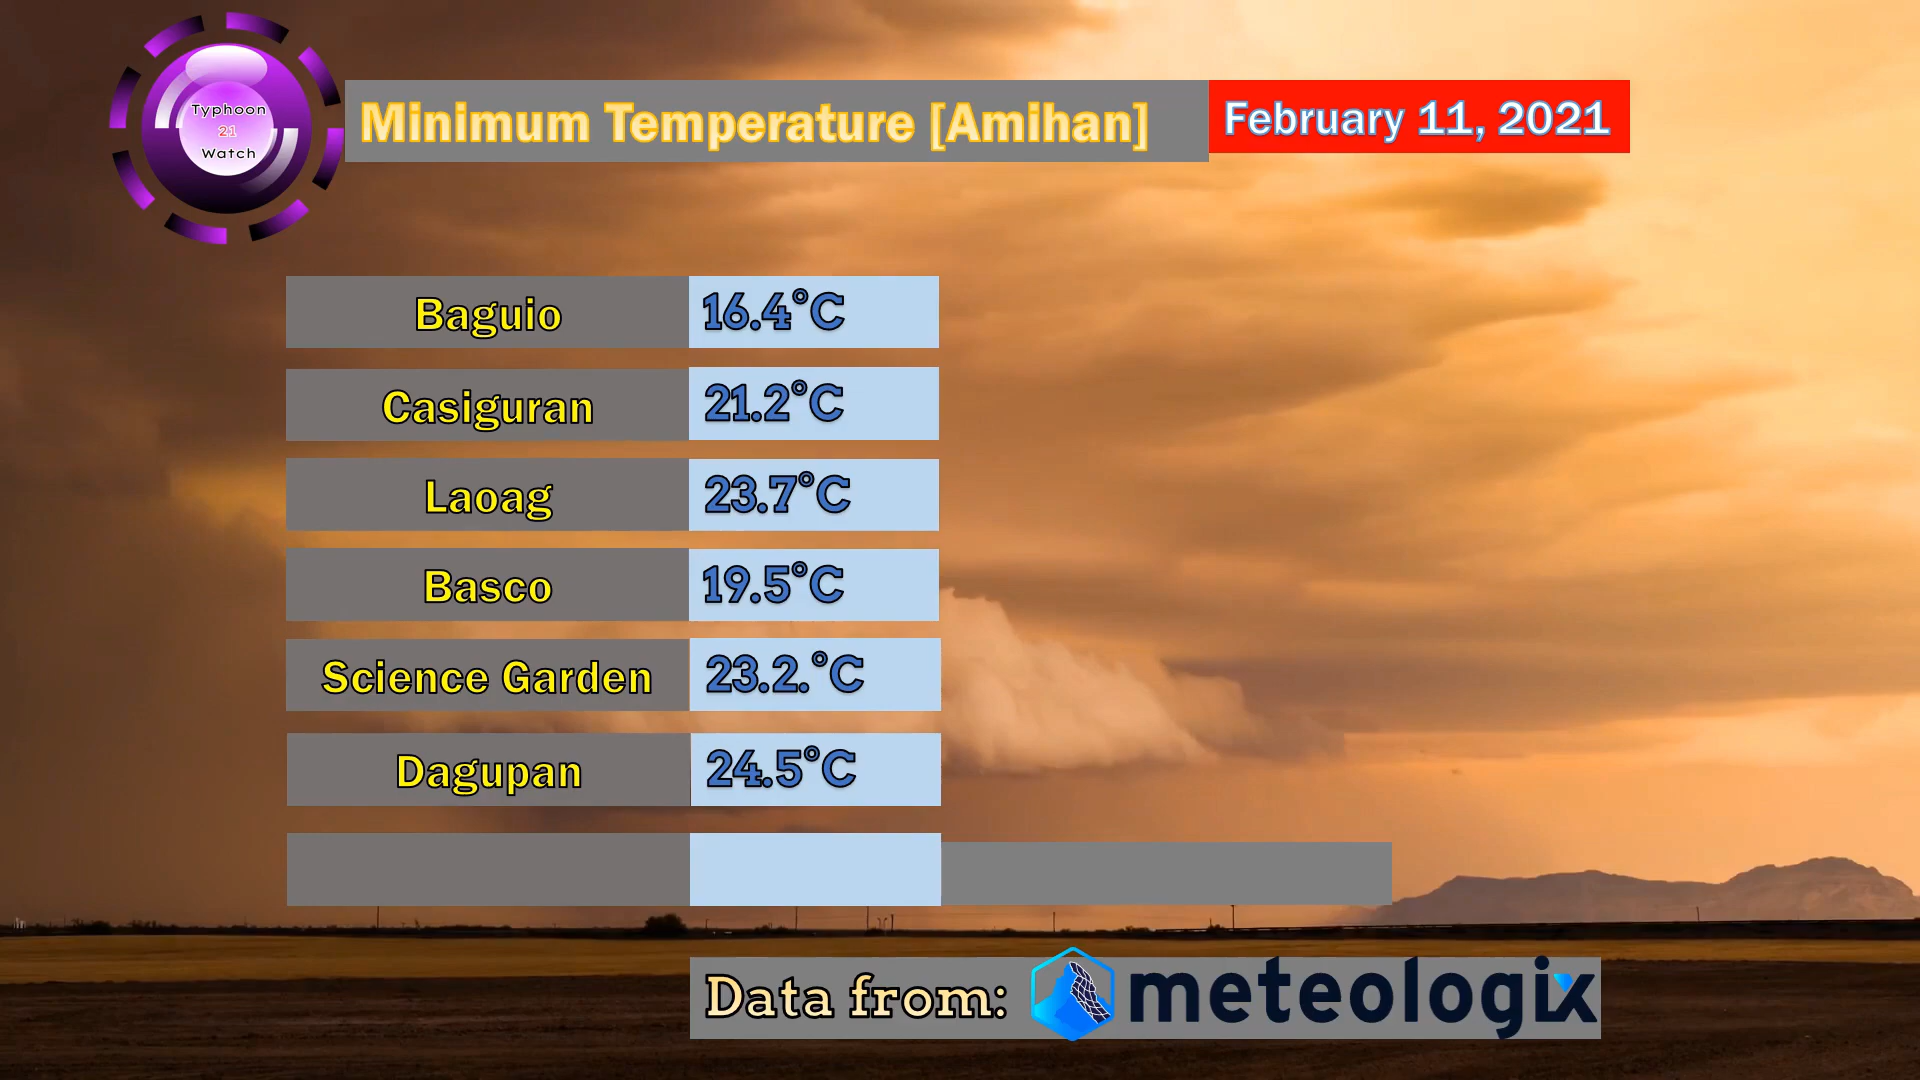 Typhoon
21
Watch
Minimum Temperature [Amihan]
February 11, 2021
Baguio 16.4°C
Casiguran 21.2°C
Laoag 23.7°C
Basco 19.5°C
Science Garden 23.2.°C
Dagupan 24.5°C
Data from: meteologix